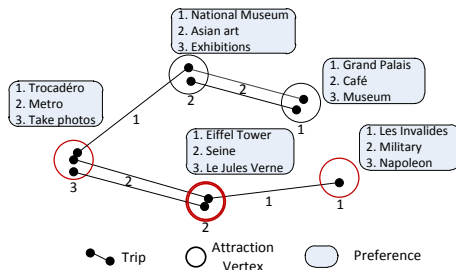 1. National Museum
2. Asian art
3. Exhibitions
1. Grand Palais
2. Café
3. Museum
1. Trocadéro
2. Metro
3. Take photos
2
2
1
1
1. Eiffel Tower
2. Seine
3. Le Jules Verne
1. Les Invalides
2. Military
3. Napoleon
3
2
2
1
1
Trip
Attraction
Vertex
Preference